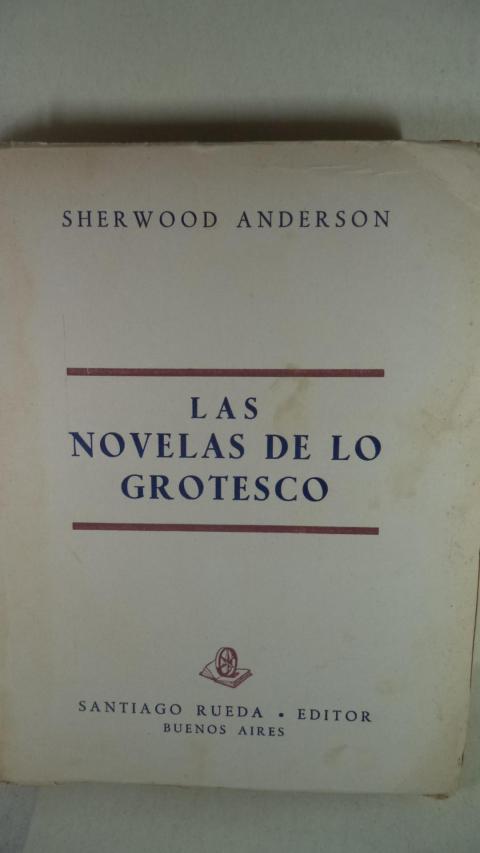 SHERWOOD ANDERSON
LAS
NOVELAS DE LO
GROTESCO
SANTIAGO RUEDA • EDITOR
BUENOS AIRES